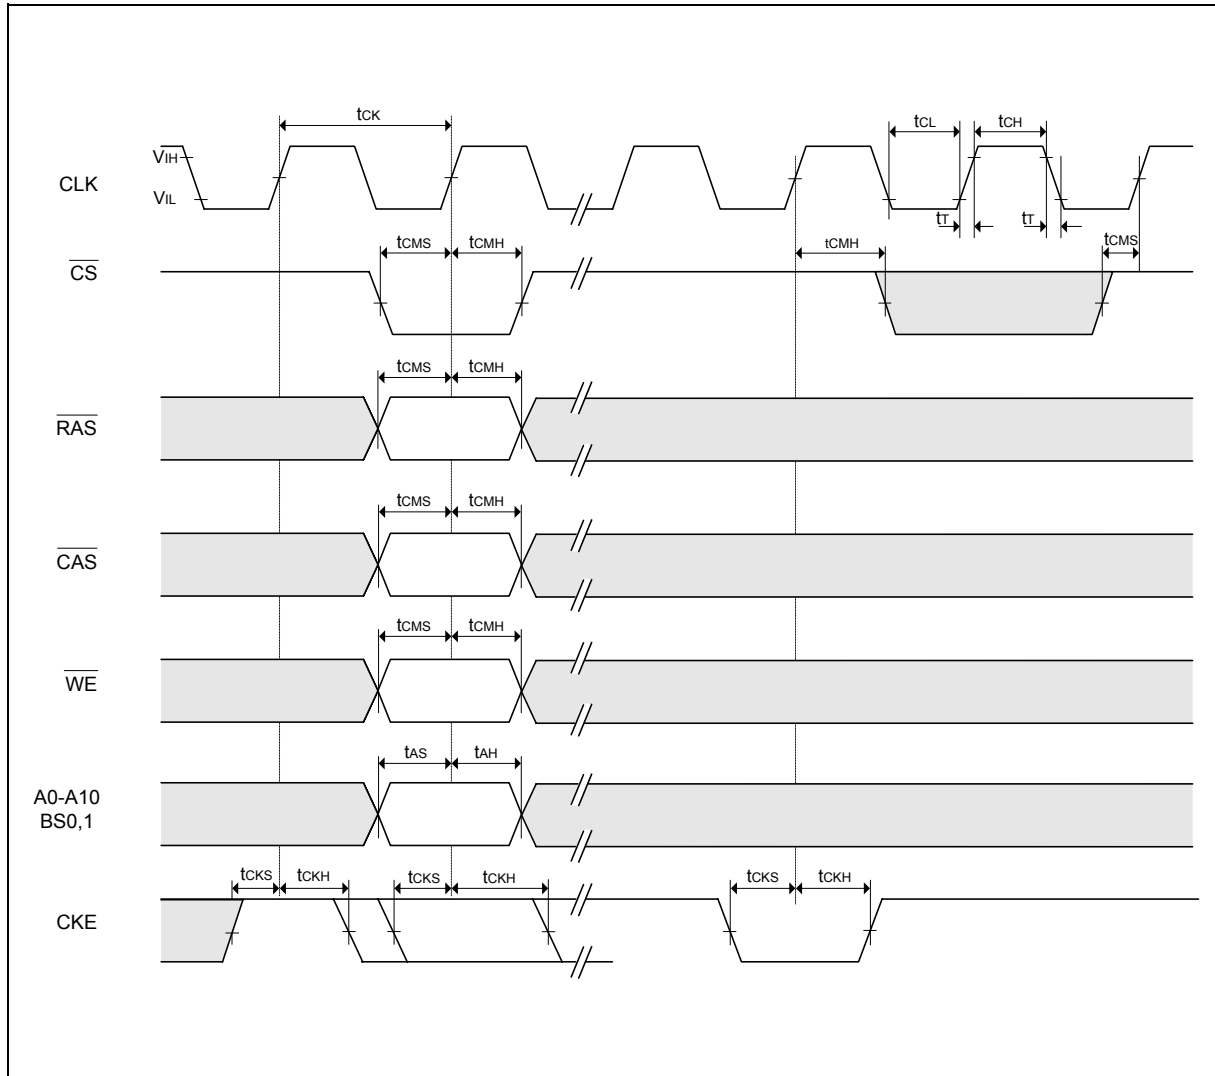 tCK
tCL
tCH
VIH
CLK
VIL
tT
tT
tCMS
tCMH
tCMH
tCMS
CS
tCMS
tCMH
RAS
tCMS
tCMH
CAS
tCMS
tCMH
WE
tAS
tAH
A0-A10
BS0,1
tCKS
tCKH
tCKS
tCKH
tCKS
tCKH
CKE